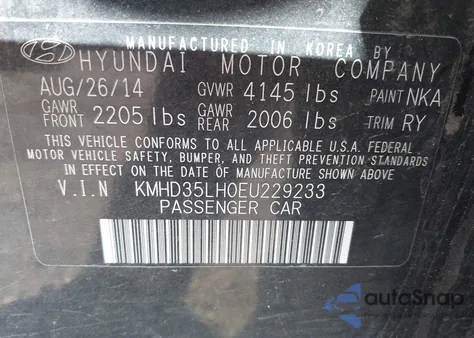 MANUFACTURED IN KOREA BY
HYUNDAI MOTOR COMPANY
AUG/26/14 GVWR 4145 lbs PAINT NKA
GAWR FRONT 2205 lbs GAWR REAR 2006 lbs TRIM RY
THIS VEHICLE CONFORMS TO ALL APPLICABLE U.S.A. FEDERAL
MOTOR VEHICLE SAFETY, BUMPER, AND THEFT PREVENTION STANDARDS
IN EFFECT ON THE DATE OF MANUFACTURE SHOWN ABOVE.
V.I.N KMHD35LH0EU229233
PASSENGER CAR
autoSnap